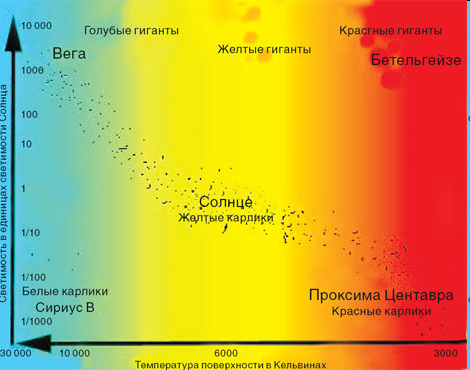 10 000
Голубые гиганты
Красгные гиганты
Вега
Желтые гиганты
Бетельгейзе
1000
100
10
1
Солнце
Желтые карлики
1/10
1/100
Белые карлики
Проксима Центавра
Сириус В
Красные карлики
1/1000
30 000
10 000
6000
3000
Температура поверхности в Кельвинах
Светимость в единицах светимости Солнца